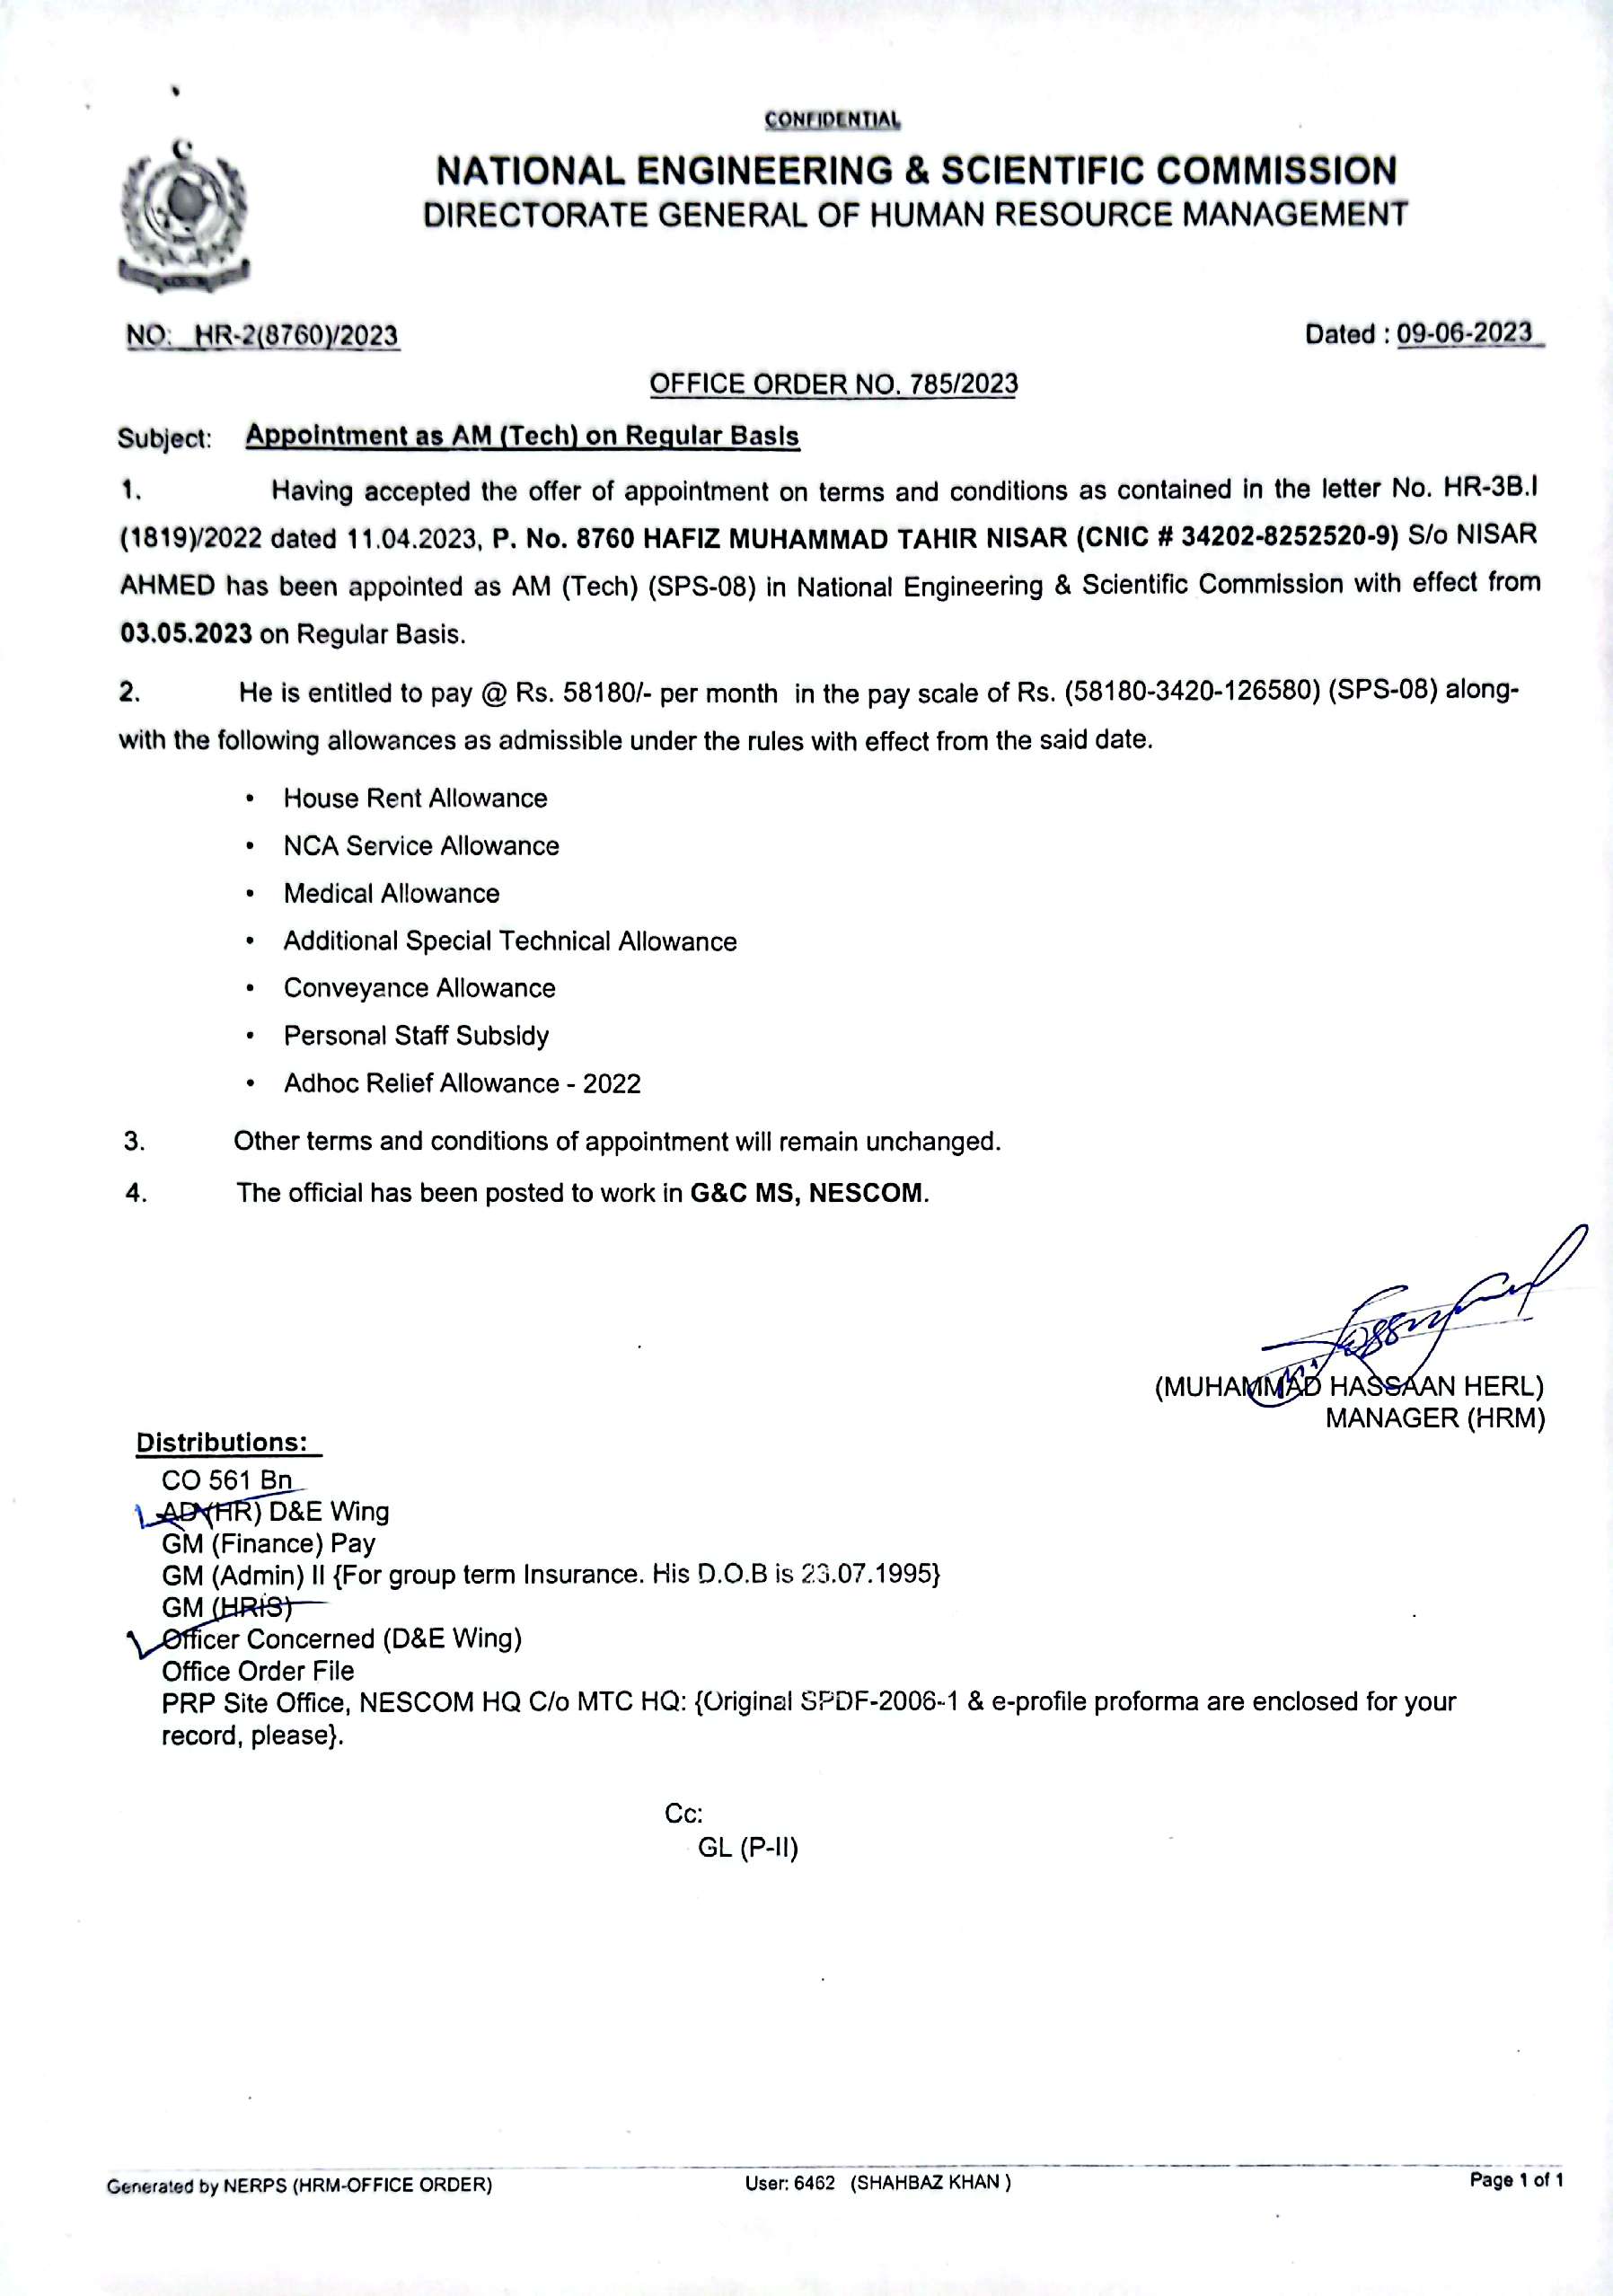 CONFIDENTIAL
NATIONAL ENGINEERING & SCIENTIFIC COMMISSION
DIRECTORATE GENERAL OF HUMAN RESOURCE MANAGEMENT
NO: HR-2(8760)/2023
Dated : 09-06-2023
OFFICE ORDER NO. 785/2023
Subject: Appointment as AM (Tech) on Regular Basis
1. Having accepted the offer of appointment on terms and conditions as contained in the letter No. HR-3B.I
(1819)/2022 dated 11.04.2023, P. No. 8760 HAFIZ MUHAMMAD TAHIR NISAR (CNIC # 34202-8252520-9) S/o NISAR
AHMED has been appointed as AM (Tech) (SPS-08) in National Engineering & Scientific Commission with effect from
03.05.2023 on Regular Basis.
2. He is entitled to pay @ Rs. 58180/- per month in the pay scale of Rs. (58180-3420-126580) (SPS-08) along-
with the following allowances as admissible under the rules with effect from the said date.
• House Rent Allowance
• NCA Service Allowance
• Medical Allowance
• Additional Special Technical Allowance
• Conveyance Allowance
• Personal Staff Subsidy
• Adhoc Relief Allowance - 2022
3. Other terms and conditions of appointment will remain unchanged.
4. The official has been posted to work in G&C MS, NESCOM.
(MUHAMMAD HASSAAN HERL)
MANAGER (HRM)
Distributions:
CO 561 Bn
AD (HR) D&E Wing
GM (Finance) Pay
GM (Admin) II {For group term Insurance. His D.O.B is 23.07.1995}
GM (HRIS)
Officer Concerned (D&E Wing)
Office Order File
PRP Site Office, NESCOM HQ C/o MTC HQ: {Original SPDF-2006-1 & e-profile proforma are enclosed for your
record, please}.
Cc:
GL (P-II)
Generated by NERPS (HRM-OFFICE ORDER)
User: 6462 (SHAHBAZ KHAN )
Page 1 of 1